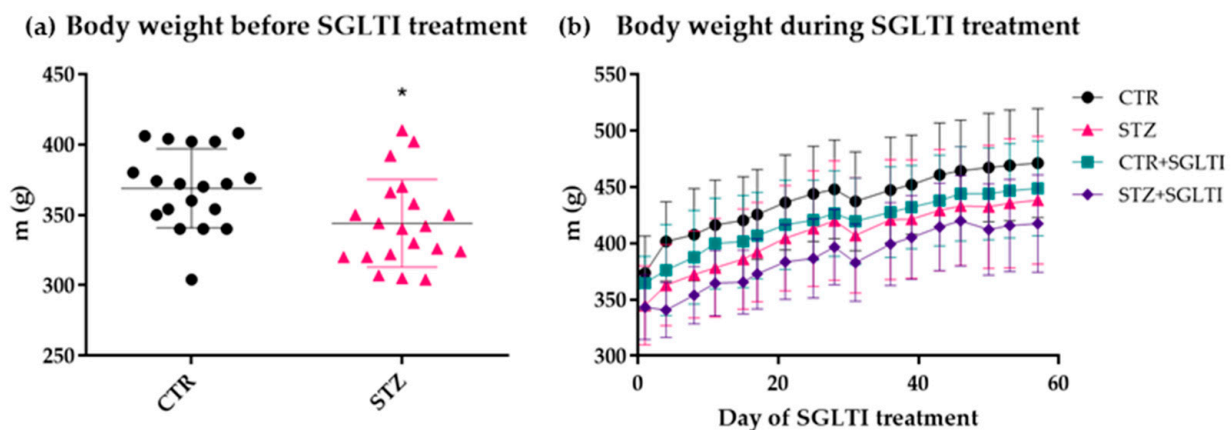 (a) Body weight before SGLTI treatment
450
400
350
300
250
m (g)
*
CTR
STZ
(b) Body weight during SGLTI treatment
550
500
450
400
350
300
m (g)
0
20
40
60
Day of SGLTI treatment
CTR
STZ
CTR+SGLTI
STZ+SGLTI